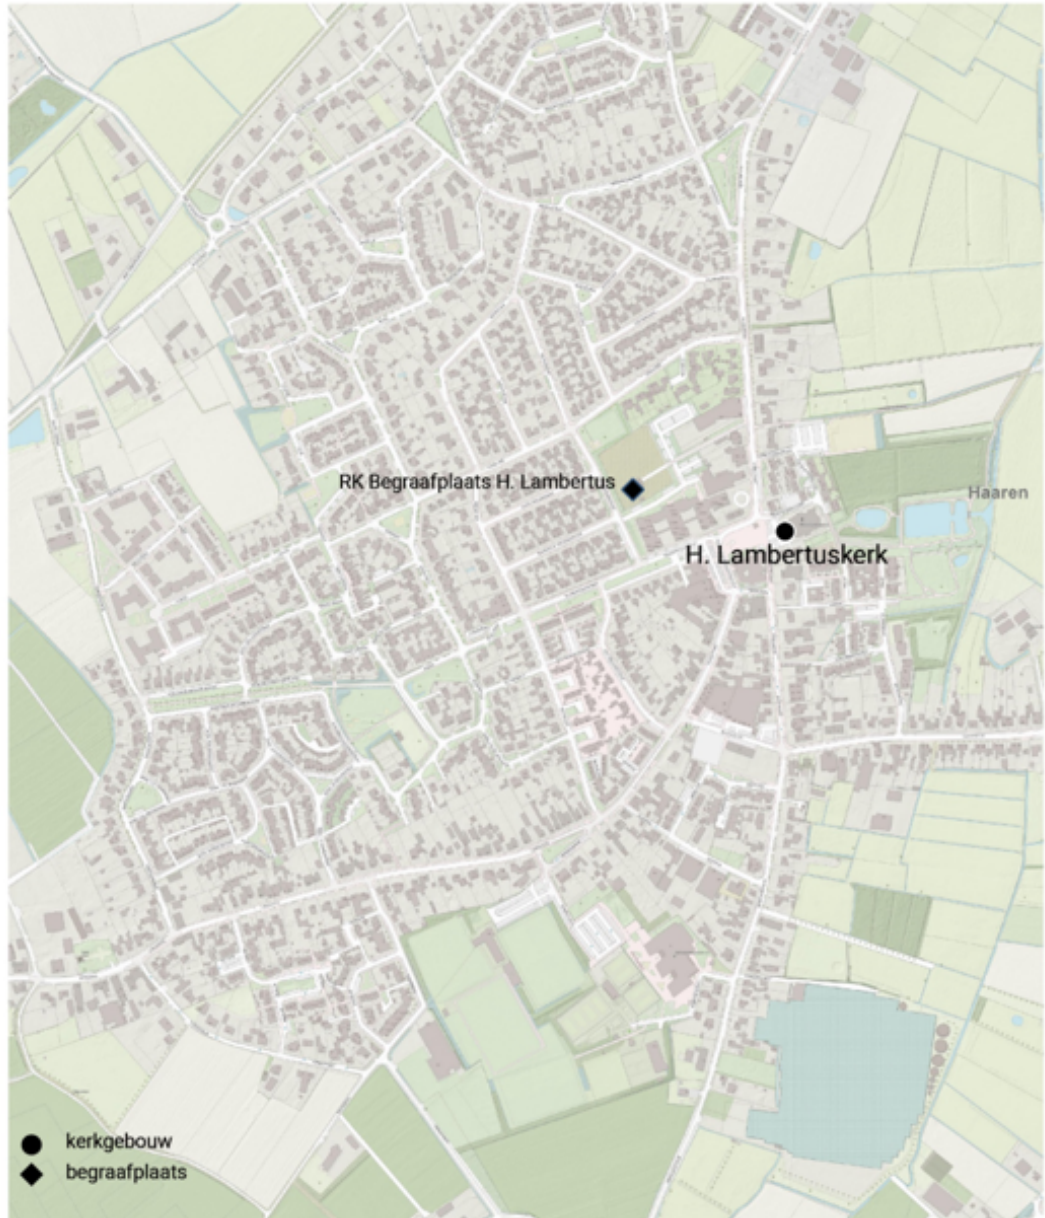 RK Begraafplaats H. Lambertus
Haaren
H. Lambertuskerk
kerkgebouw
begraafplaats